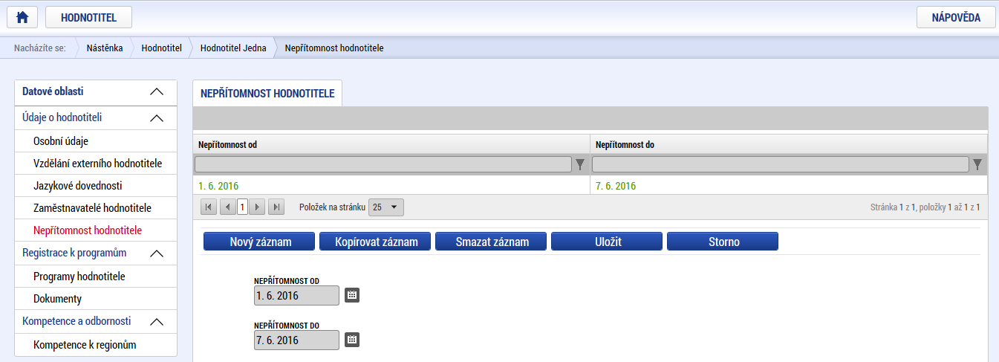 HODNOTITEL
NÁPOVĚDA
Nacházíte se: Nástěnka Hodnotitel Hodnotitel Jedna Nepřítomnost hodnotitele
Datové oblasti
Údaje o hodnotiteli
Osobní údaje
Vzdělání externího hodnotitele
Jazykové dovednosti
Zaměstnavatelé hodnotitele
Nepřítomnost hodnotitele
Registrace k programům
Programy hodnotitele
Dokumenty
Kompetence a odbornosti
Kompetence k regionům
NEPŘÍTOMNOST HODNOTITELE
Nepřítomnost od Nepřítomnost do
1. 6. 2016 7. 6. 2016
1 Položek na stránku 25 Stránka 1 z 1, položky 1 až 1 z 1
Nový záznam Kopírovat záznam Smazat záznam Uložit Storno
NEPŘÍTOMNOST OD
1. 6. 2016
NEPŘÍTOMNOST DO
7. 6. 2016